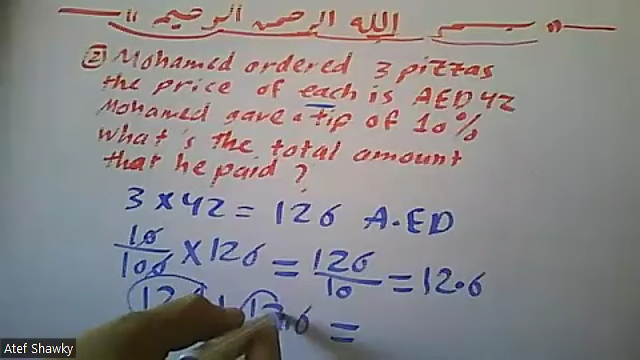 بسم الله الرحمن الرحيم
② Mohamed ordered 3 pizzas
the price of each is AED 42
Mohamed gave a tip of 10%
what's the total amount
that he paid?
3 × 42 = 126 A.ED
10/100 × 126 = 126/10 = 12.6
=
Atef Shawky